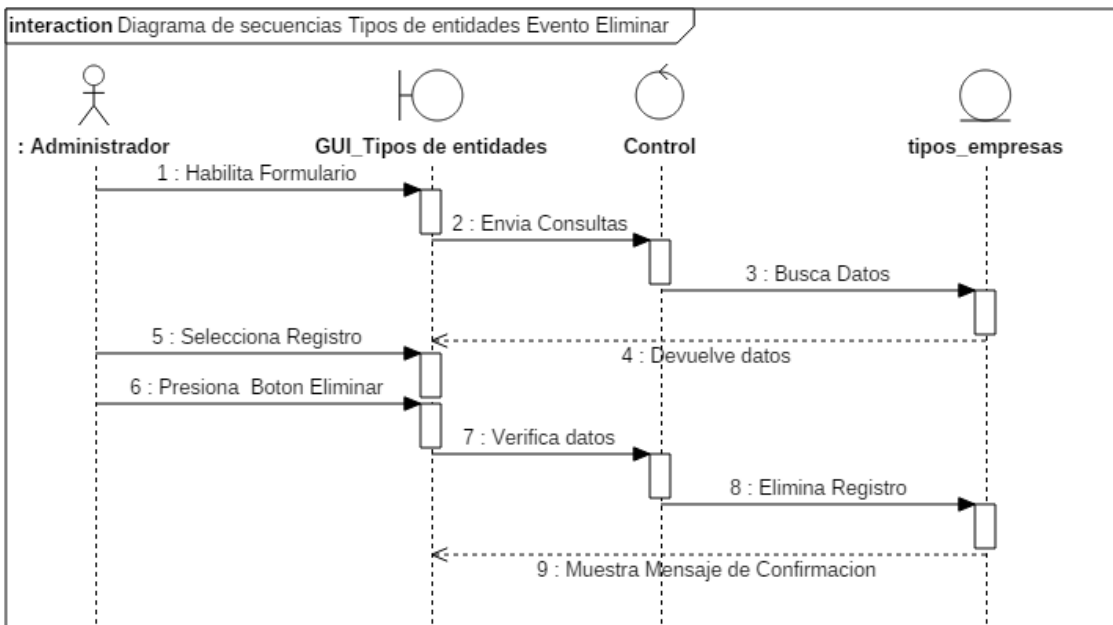 interaction Diagrama de secuencias Tipos de entidades Evento Eliminar
: Administrador
GUI_Tipos de entidades
Control
tipos_empresas
1 : Habilita Formulario
2 : Envia Consultas
3 : Busca Datos
5 : Selecciona Registro
4 : Devuelve datos
6 : Presiona  Boton Eliminar
7 : Verifica datos
8 : Elimina Registro
9 : Muestra Mensaje de Confirmacion